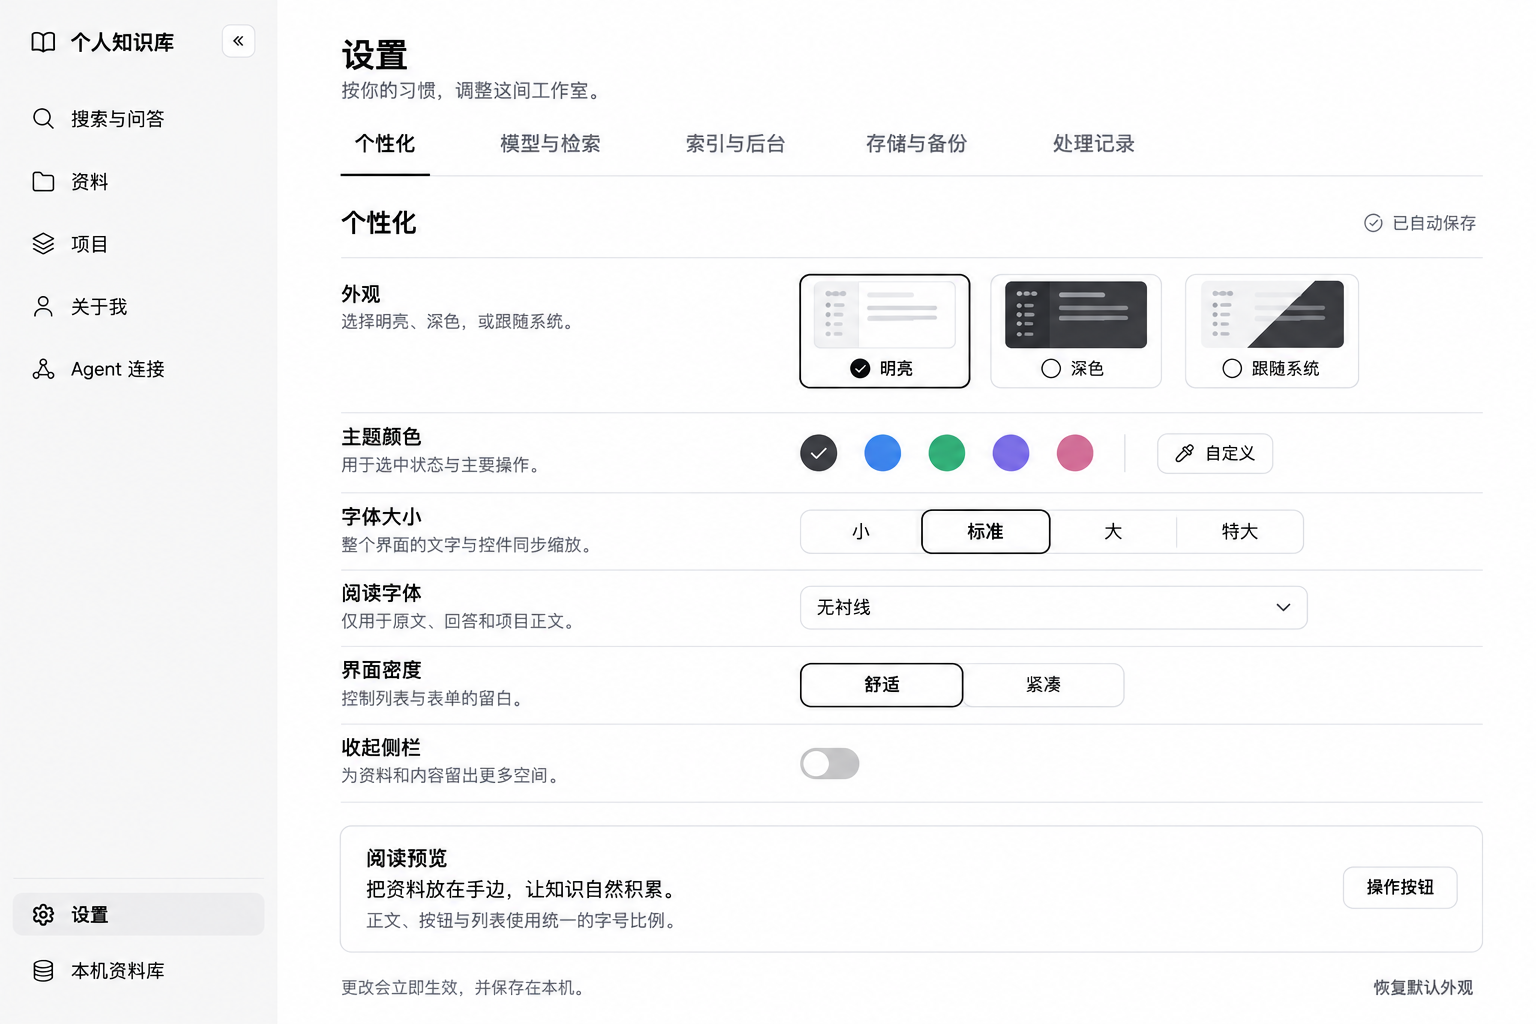 个人知识库
搜索与问答
资料
项目
关于我
Agent 连接
设置
本机资料库
设置
按你的习惯，调整这间工作室。
个性化
模型与检索
索引与后台
存储与备份
处理记录
个性化
已自动保存
外观
选择明亮、深色，或跟随系统。
明亮
深色
跟随系统
主题颜色
用于选中状态与主要操作。
自定义
字体大小
整个界面的文字与控件同步缩放。
小
标准
大
特大
阅读字体
仅用于原文、回答和项目正文。
无衬线
界面密度
控制列表与表单的留白。
舒适
紧凑
收起侧栏
为资料和内容留出更多空间。
阅读预览
把资料放在手边，让知识自然积累。
正文、按钮与列表使用统一的字号比例。
操作按钮
更改会立即生效，并保存在本机。
恢复默认外观